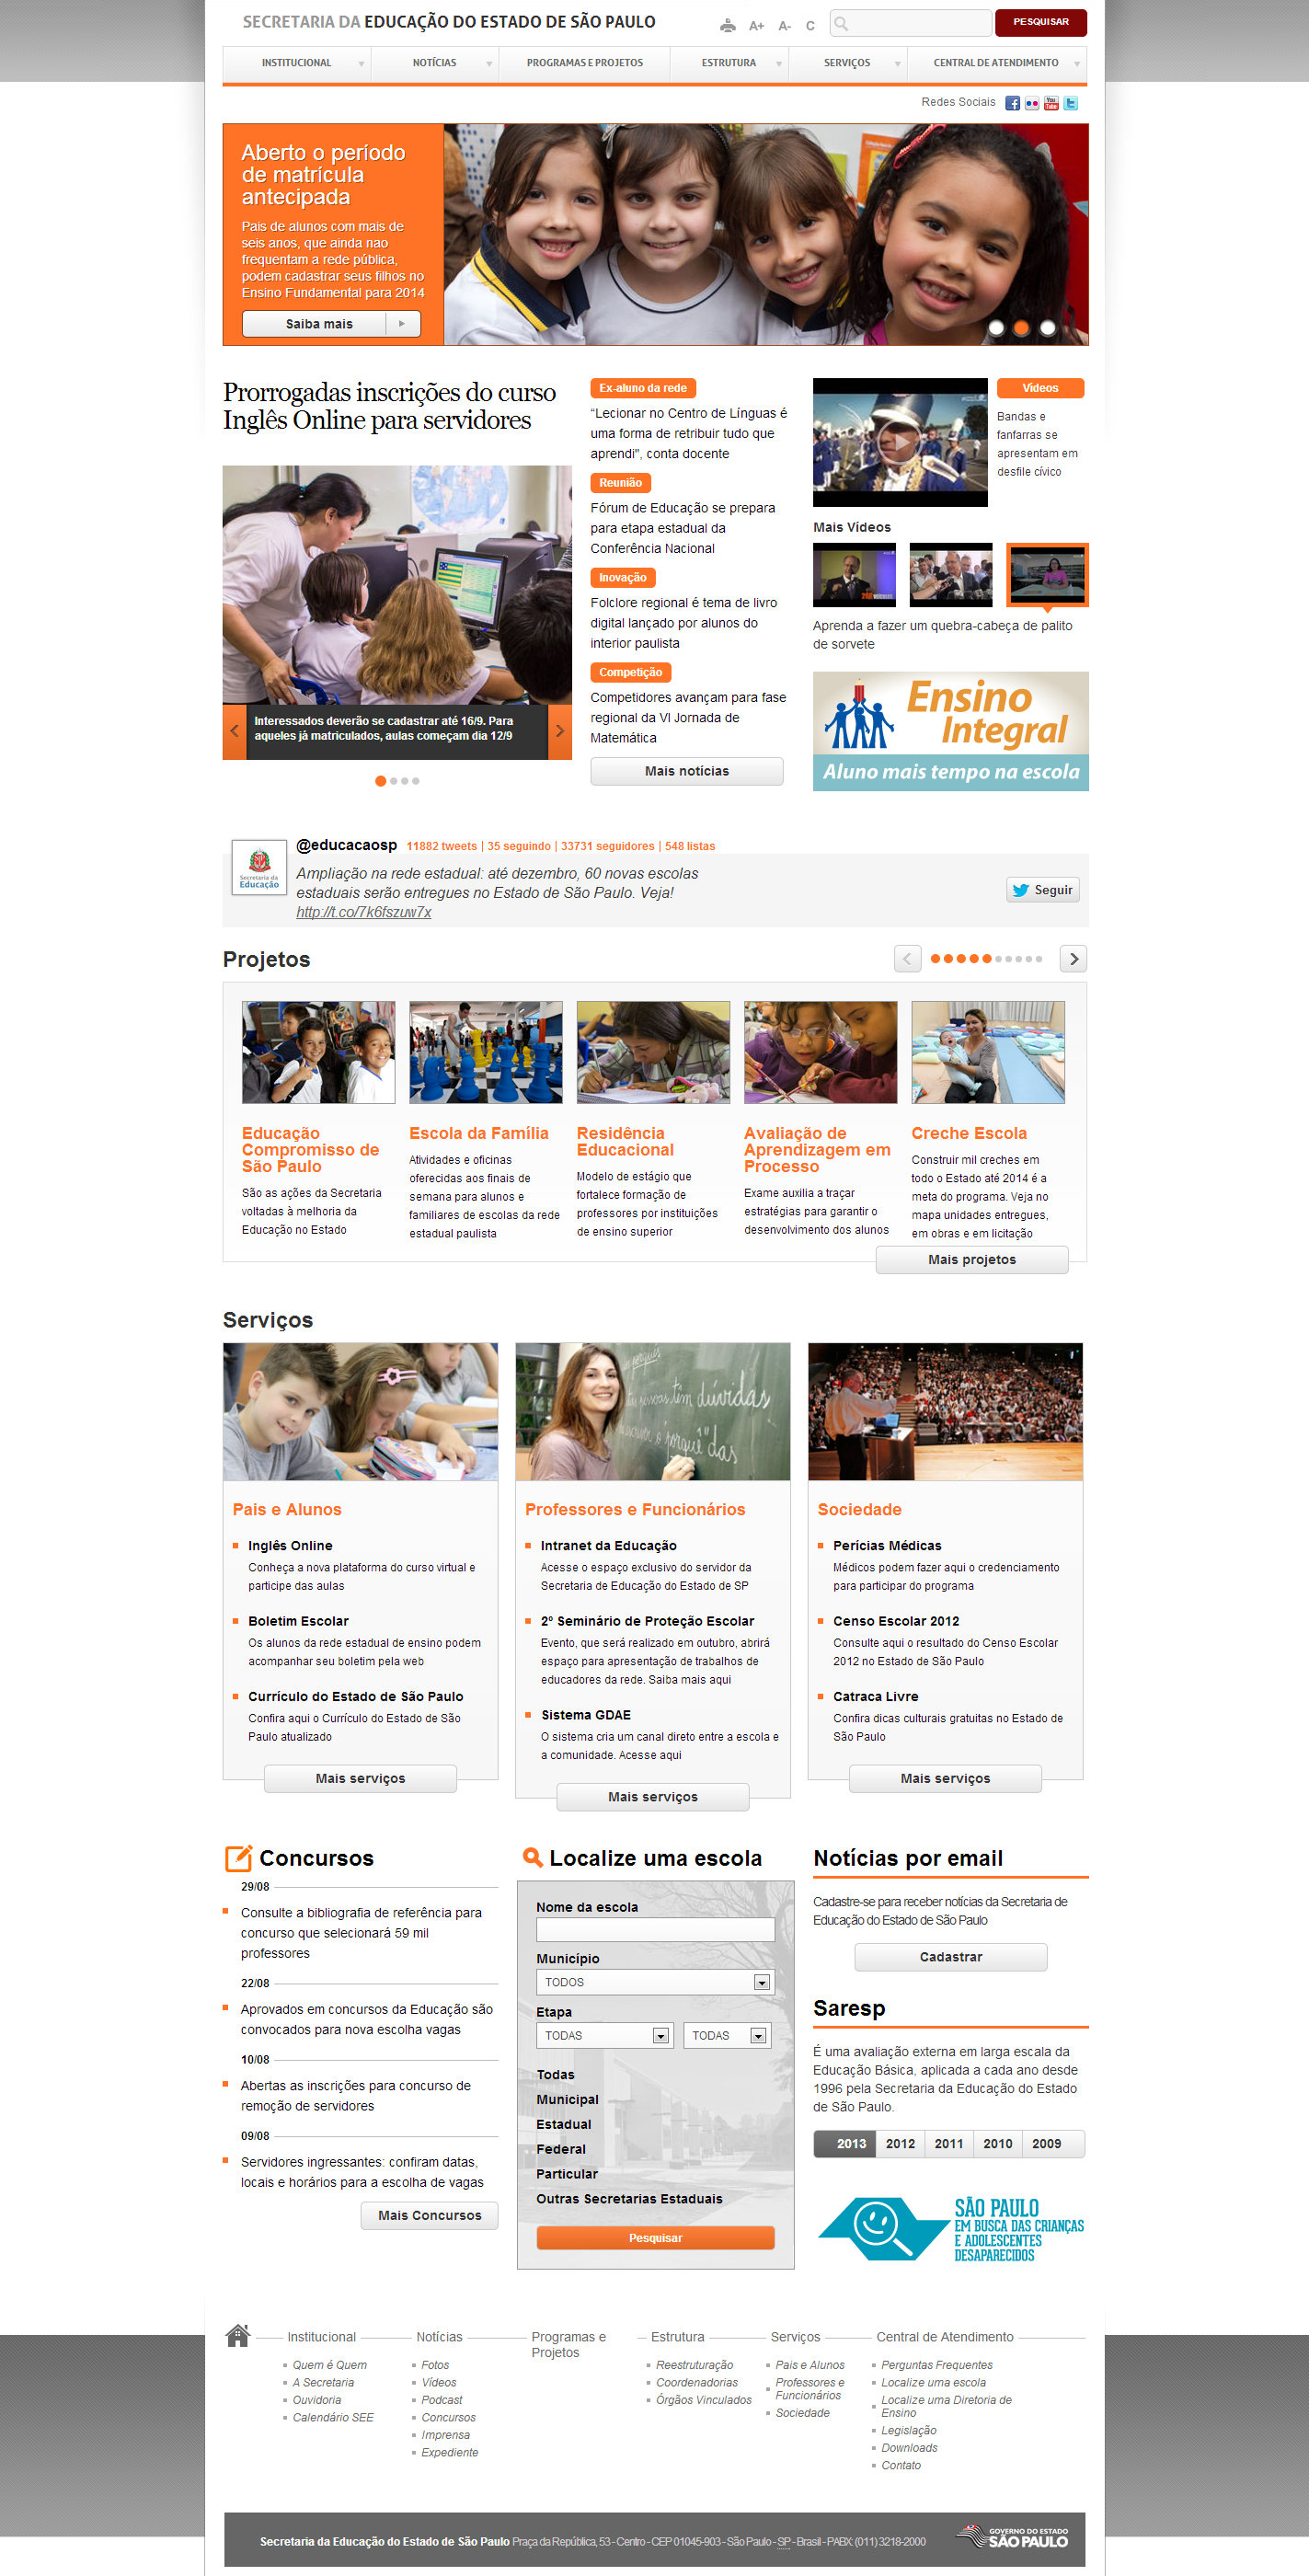 SECRETARIA DA EDUCAÇÃO DO ESTADO DE SÃO PAULO
A+ A- C
PESQUISAR
INSTITUCIONAL NOTÍCIAS PROGRAMAS E PROJETOS ESTRUTURA SERVIÇOS CENTRAL DE ATENDIMENTO
Redes Sociais
Aberto o período
de matrícula
antecipada
Pais de alunos com mais de
seis anos, que ainda nao
frequentam a rede pública,
podem cadastrar seus filhos no
Ensino Fundamental para 2014
Saiba mais
Prorrogadas inscrições do curso
Inglês Online para servidores
Interessados deverão se cadastrar até 16/9. Para
aqueles já matriculados, aulas começam dia 12/9
Ex-aluno da rede
“Lecionar no Centro de Línguas é
uma forma de retribuir tudo que
aprendi”, conta docente
Reunião
Fórum de Educação se prepara
para etapa estadual da
Conferência Nacional
Inovação
Folclore regional é tema de livro
digital lançado por alunos do
interior paulista
Competição
Competidores avançam para fase
regional da VI Jornada de
Matemática
Mais notícias
Vídeos
Bandas e
fanfarras se
apresentam em
desfile cívico
Mais Vídeos
Aprenda a fazer um quebra-cabeça de palito
de sorvete
Ensino
Integral
Aluno mais tempo na escola
Secretaria da
Educação
@educacaosp 11882 tweets | 35 seguindo | 33731 seguidores | 548 listas
Ampliação na rede estadual: até dezembro, 60 novas escolas
estaduais serão entregues no Estado de São Paulo. Veja!
http://t.co/7k6fszuw7x
Seguir
Projetos
Educação
Compromisso de
São Paulo
São as ações da Secretaria
voltadas à melhoria da
Educação no Estado
Escola da Família
Atividades e oficinas
oferecidas aos finais de
semana para alunos e
familiares de escolas da rede
estadual paulista
Residência
Educacional
Modelo de estágio que
fortalece formação de
professores por instituições
de ensino superior
Avaliação de
Aprendizagem em
Processo
Exame auxilia a traçar
estratégias para garantir o
desenvolvimento dos alunos
Creche Escola
Construir mil creches em
todo o Estado até 2014 é a
meta do programa. Veja no
mapa unidades entregues,
em obras e em licitação
Mais projetos
Serviços
Pais e Alunos
Inglês Online
Conheça a nova plataforma do curso virtual e
participe das aulas
Boletim Escolar
Os alunos da rede estadual de ensino podem
acompanhar seu boletim pela web
Currículo do Estado de São Paulo
Confira aqui o Currículo do Estado de São
Paulo atualizado
Mais serviços
Professores e Funcionários
Intranet da Educação
Acesse o espaço exclusivo do servidor da
Secretaria de Educação do Estado de SP
2º Seminário de Proteção Escolar
Evento, que será realizado em outubro, abrirá
espaço para apresentação de trabalhos de
educadores da rede. Saiba mais aqui
Sistema GDAE
O sistema cria um canal direto entre a escola e
a comunidade. Acesse aqui
Mais serviços
Sociedade
Perícias Médicas
Médicos podem fazer aqui o credenciamento
para participar do programa
Censo Escolar 2012
Consulte aqui o resultado do Censo Escolar
2012 no Estado de São Paulo
Catraca Livre
Confira dicas culturais gratuitas no Estado de
São Paulo
Mais serviços
Concursos
29/08
Consulte a bibliografia de referência para
concurso que selecionará 59 mil
professores
22/08
Aprovados em concursos da Educação são
convocados para nova escolha vagas
10/08
Abertas as inscrições para concurso de
remoção de servidores
09/08
Servidores ingressantes: confiram datas,
locais e horários para a escolha de vagas
Mais Concursos
Localize uma escola
Nome da escola
Município
TODOS
Etapa
TODAS TODAS
Todas
Municipal
Estadual
Federal
Particular
Outras Secretarias Estaduais
Pesquisar
Notícias por email
Cadastre-se para receber notícias da Secretaria de
Educação do Estado de São Paulo
Cadastrar
Saresp
É uma avaliação externa em larga escala da
Educação Básica, aplicada a cada ano desde
1996 pela Secretaria da Educação do Estado
de São Paulo.
2013 2012 2011 2010 2009
SÃO PAULO
EM BUSCA DAS CRIANÇAS
E ADOLESCENTES
DESAPARECIDOS
Institucional
Quem é Quem
A Secretaria
Ouvidoria
Calendário SEE
Notícias
Fotos
Vídeos
Podcast
Concursos
Imprensa
Expediente
Programas e
Projetos
Estrutura
Reestruturação
Coordenadorias
Órgãos Vinculados
Serviços
Pais e Alunos
Professores e
Funcionários
Sociedade
Central de Atendimento
Perguntas Frequentes
Localize uma escola
Localize uma Diretoria de
Ensino
Legislação
Downloads
Contato
Secretaria da Educação do Estado de São Paulo Praça da República, 53 - Centro - CEP 01045-903 - São Paulo - SP - Brasil - PABX: (011) 3218-2000
GOVERNO DO ESTADO
SÃO PAULO